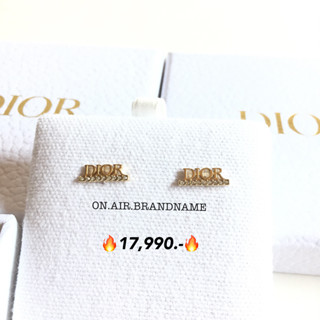 DIOR
DIOR
DIOR DIOR
ON.AIR.BRANDNAME
🔥17,990.-🔥